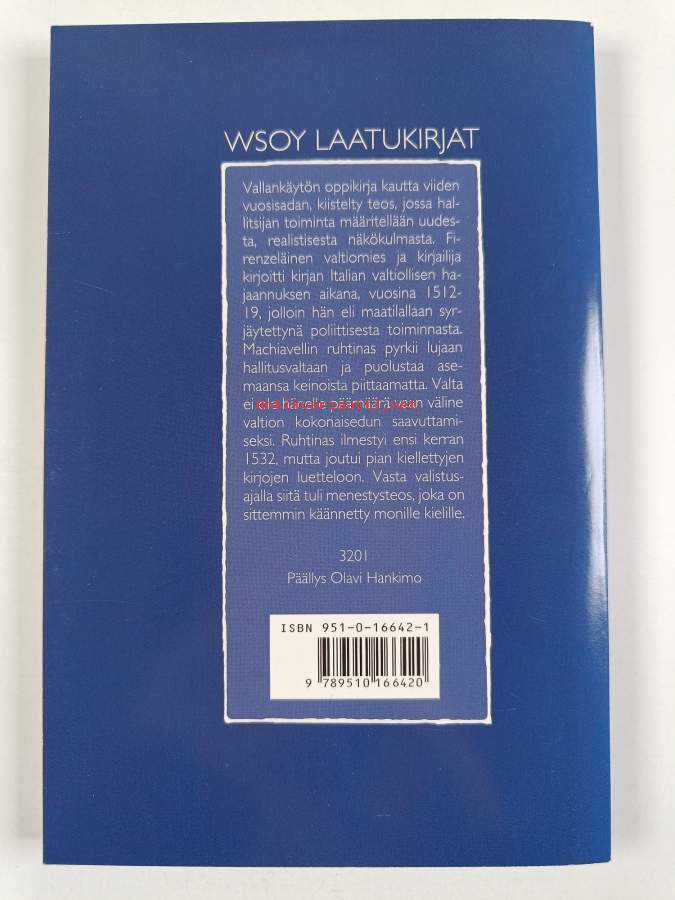 WSOY LAATUKIRJAT
Vallankäytön oppikirja kautta viiden
vuosisadan, kiistelty teos, jossa hal-
litsijan toiminta määritellään uudes-
ta, realistisesta näkökulmasta. Fi-
renzeläinen valtiomies ja kirjailija
kirjoitti kirjan Italian valtiollisen ha-
jaannuksen aikana, vuosina 1512-
19, jolloin hän eli maatilallaan syr-
jäytettynä poliittisesta toiminnasta.
Machiavellin ruhtinas pyrkii lujaan
hallitusvaltaan ja puolustaa ase-
maansa keinoista piittaamatta. Valta
ei ole hänelle päämäärä vaan väline
valtion kokonaisedun saavuttami-
seksi. Ruhtinas ilmestyi ensi kerran
1532, mutta joutui pian kiellettyjen
kirjojen luetteloon. Vasta valistus-
ajalla siitä tuli menestysteos, joka on
sittemmin käännetty monille kielille.
3201
Päällys Olavi Hankimo
ISBN 951-0-16642-1
9 789510 166420